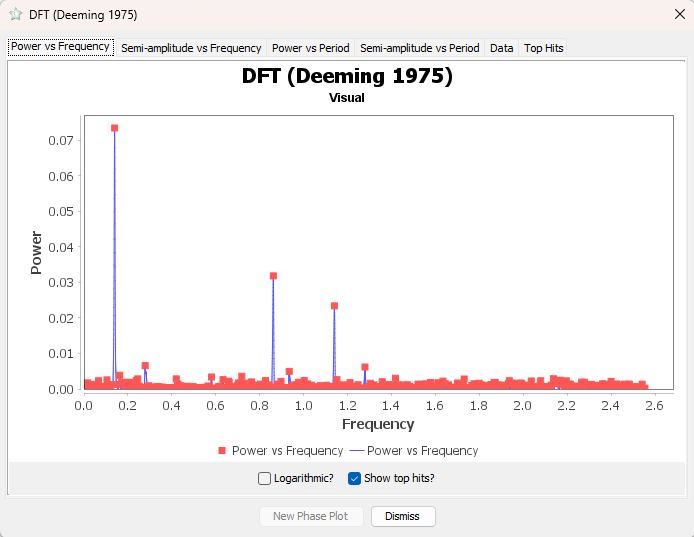 DFT (Deeming 1975)
Power vs Frequency Semi-amplitude vs Frequency Power vs Period Semi-amplitude vs Period Data Top Hits
DFT (Deeming 1975)
Visual
0.07
0.06
0.05
0.04
0.03
0.02
0.01
0.00
Power
0.0 0.2 0.4 0.6 0.8 1.0 1.2 1.4 1.6 1.8 2.0 2.2 2.4 2.6
Frequency
Power vs Frequency Power vs Frequency
Logarithmic? Show top hits?
New Phase Plot Dismiss